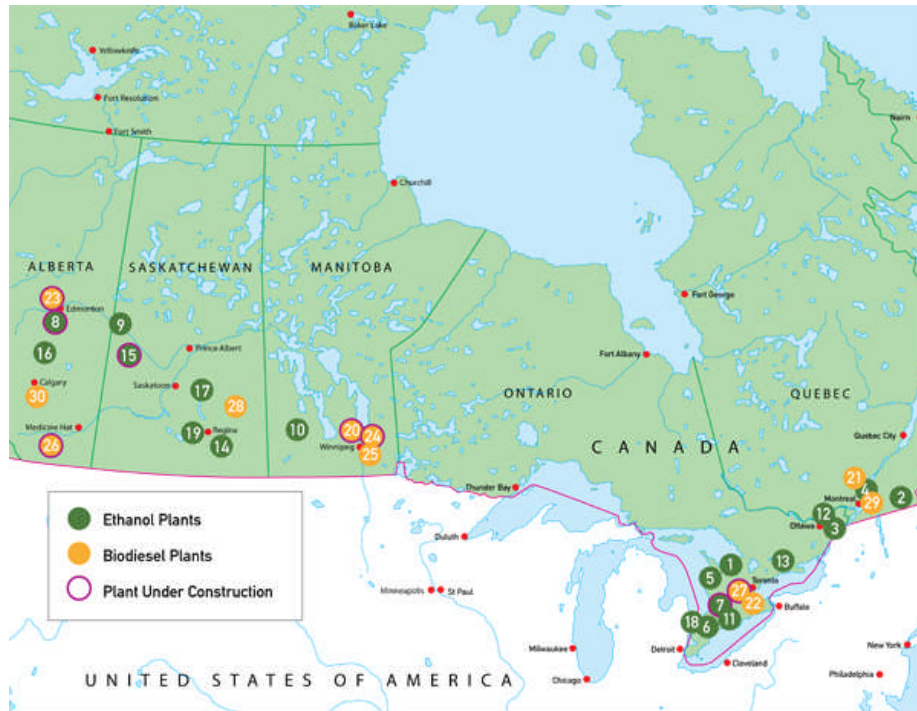 Baker Lake
Yellowknife
Fort Resolution
Fort Smith
Nairn
Churchill
ALBERTA
SASKATCHEWAN
MANITOBA
23
Edmonton
8
9
Fort George
16
15
Prince Albert
Fort Albany
Calgary
30
Saskatoon
17
28
ONTARIO
QUEBEC
Medicine Hat
26
19
Regina
14
10
20
24
Winnipeg
25
CANADA
Quebec City
21
4
2
Montreal
29
12
Ottawa
3
Thunder Bay
Ethanol Plants
Biodiesel Plants
Plant Under Construction
Duluth
1
13
5
Toronto
27
7
22
Minneapolis
St Paul
Buffalo
18
6
11
Milwaukee
Detroit
Cleveland
New York
Chicago
Philadelphia
UNITED STATES OF AMERICA